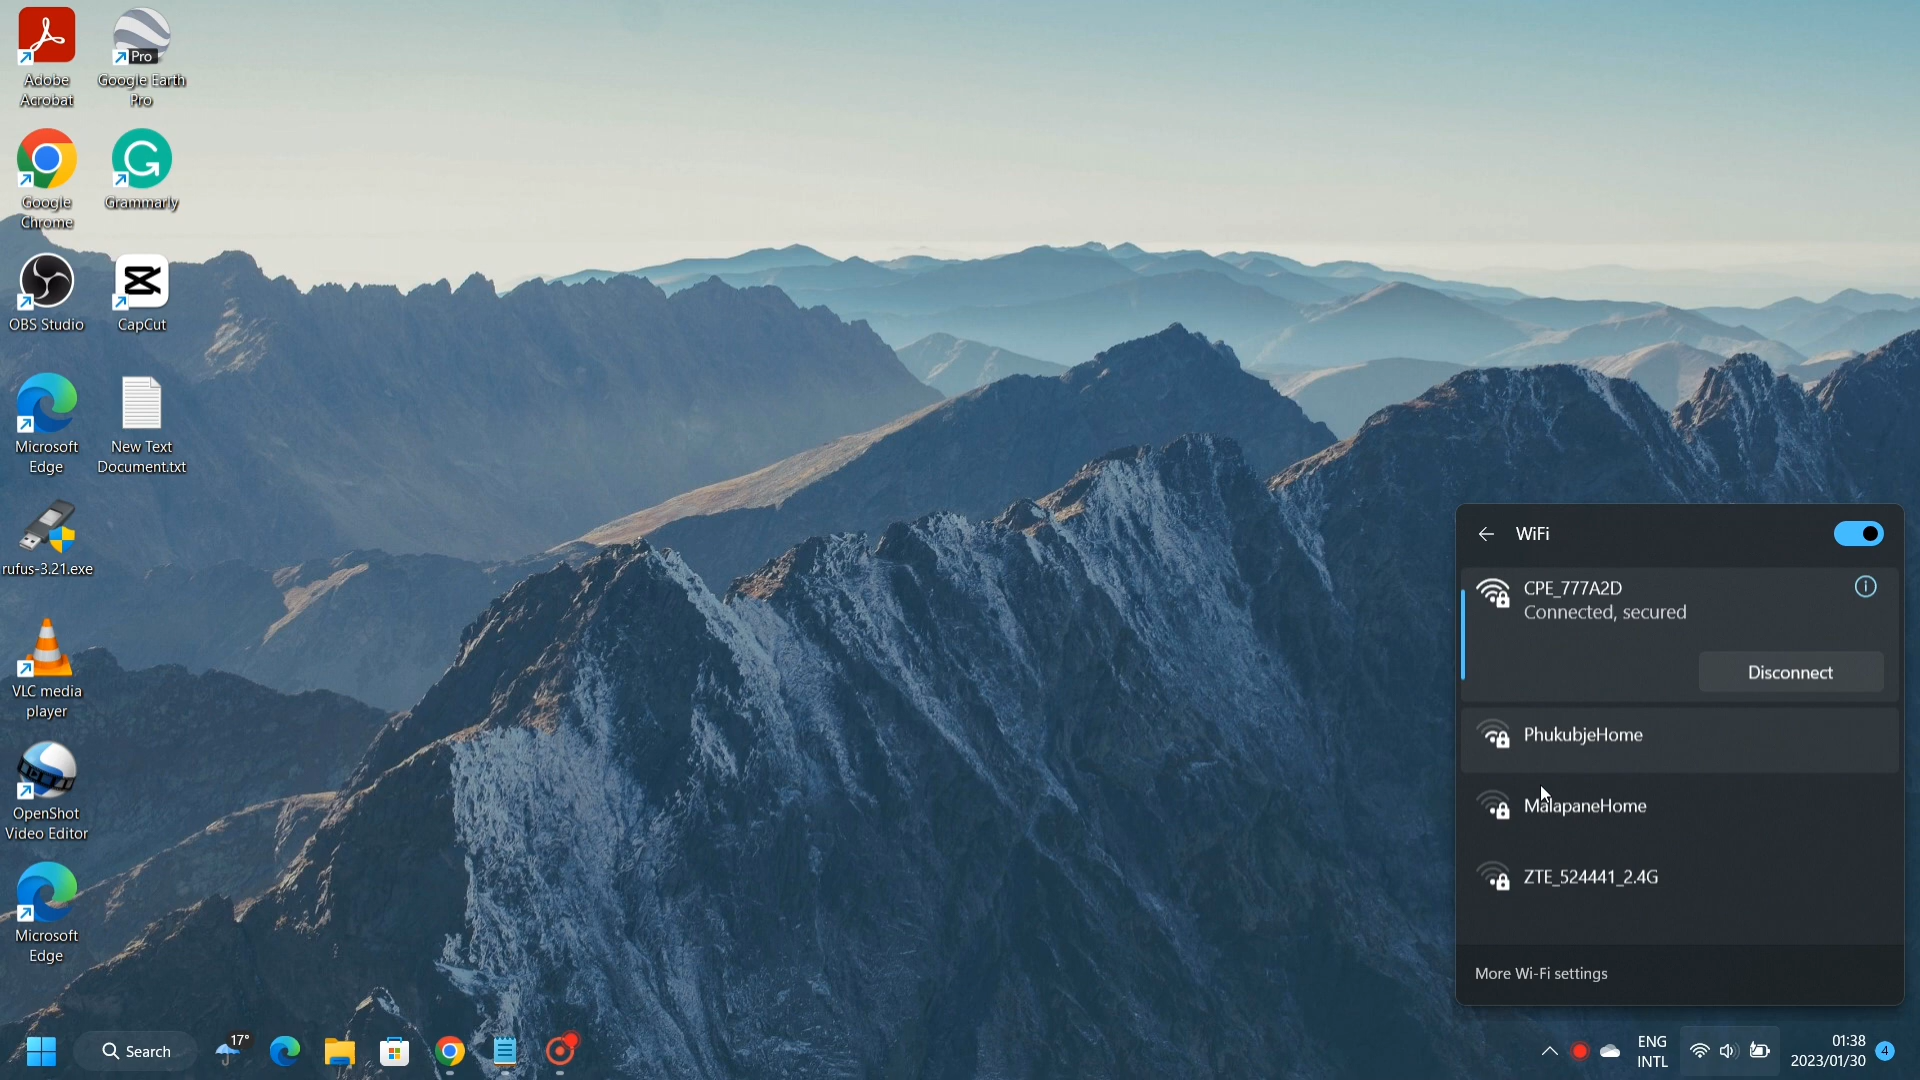 Adobe
Acrobat
Pro
Google Earth
Pro
Google
Chrome
Grammarly
OBS Studio
CapCut
Microsoft
Edge
New Text
Document.txt
rufus-3.21.exe
VLC media
player
OpenShot
Video Editor
Microsoft
Edge
WiFi
CPE_777A2D
Connected, secured
Disconnect
PhukubjeHome
MalapaneHome
ZTE_524441_2.4G
More Wi-Fi settings
Search
17°
ENG
INTL
01:38
2023/01/30
4